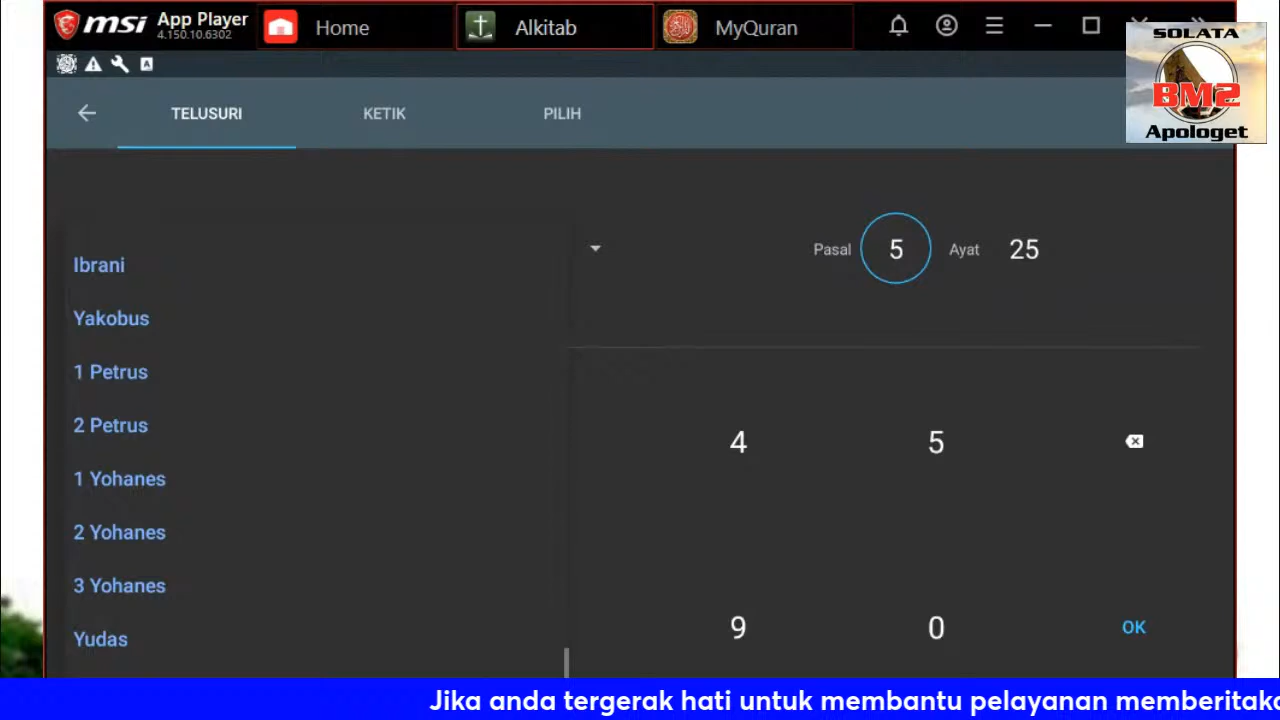 msi App Player
4.150.10.6302
Home
Alkitab
MyQuran
SOLATA
BM2
Apologet
TELUSURI
KETIK
PILIH
Pasal 5 Ayat 25
Ibrani
Yakobus
1 Petrus
2 Petrus
1 Yohanes
2 Yohanes
3 Yohanes
Yudas
4 5
9 0 OK
Jika anda tergerak hati untuk membantu pelayanan memberitaka